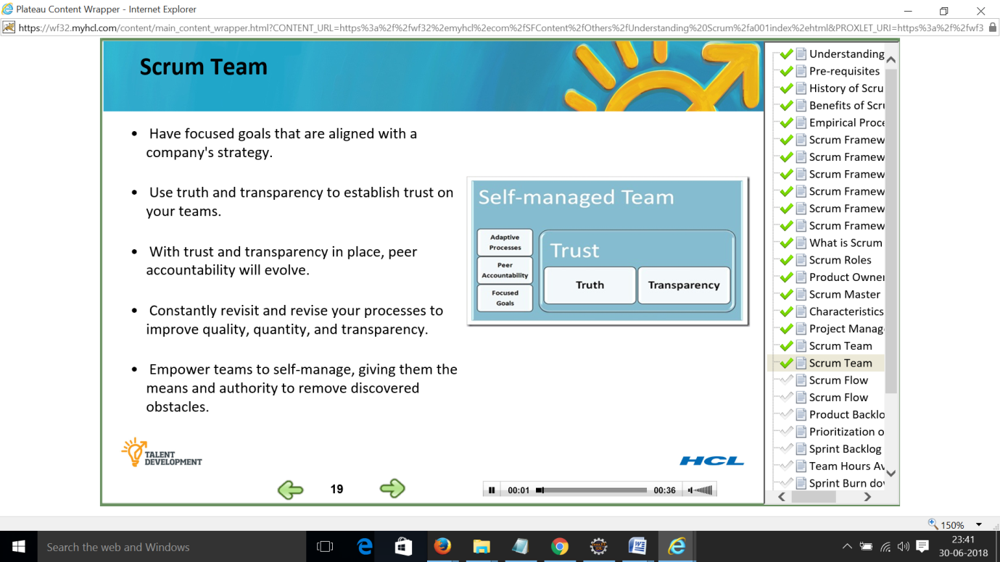 Plateau Content Wrapper - Internet Explorer
https://wf32.myhcl.com/content/main_content_wrapper.html?CONTENT_URL=https%3a%2f%2fwf32%2emyhcl%2ecom%2fSFContent%2fOthers%2fUnderstanding%20Scrum%2fa001index%2ehtml&PROXLET_URI=https%3a%2f%2fwf3
Scrum Team
• Have focused goals that are aligned with a
company's strategy.
• Use truth and transparency to establish trust on
your teams.
• With trust and transparency in place, peer
accountability will evolve.
• Constantly revisit and revise your processes to
improve quality, quantity, and transparency.
• Empower teams to self-manage, giving them the
means and authority to remove discovered
obstacles.
Self-managed Team
Adaptive
Processes
Peer
Accountability
Focused
Goals
Trust
Truth
Transparency
TALENT
DEVELOPMENT
HCL
19
00:01
00:36
Understanding
Pre-requisites
History of Scru
Benefits of Scru
Empirical Proce
Scrum Framew
Scrum Framew
Scrum Framew
Scrum Framew
Scrum Framew
Scrum Framew
What is Scrum
Scrum Roles
Product Owner
Scrum Master
Characteristics
Project Manag
Scrum Team
Scrum Team
Scrum Flow
Scrum Flow
Product Backlo
Prioritization o
Sprint Backlog
Team Hours Av
Sprint Burn dov
150%
Search the web and Windows
23:41
30-06-2018